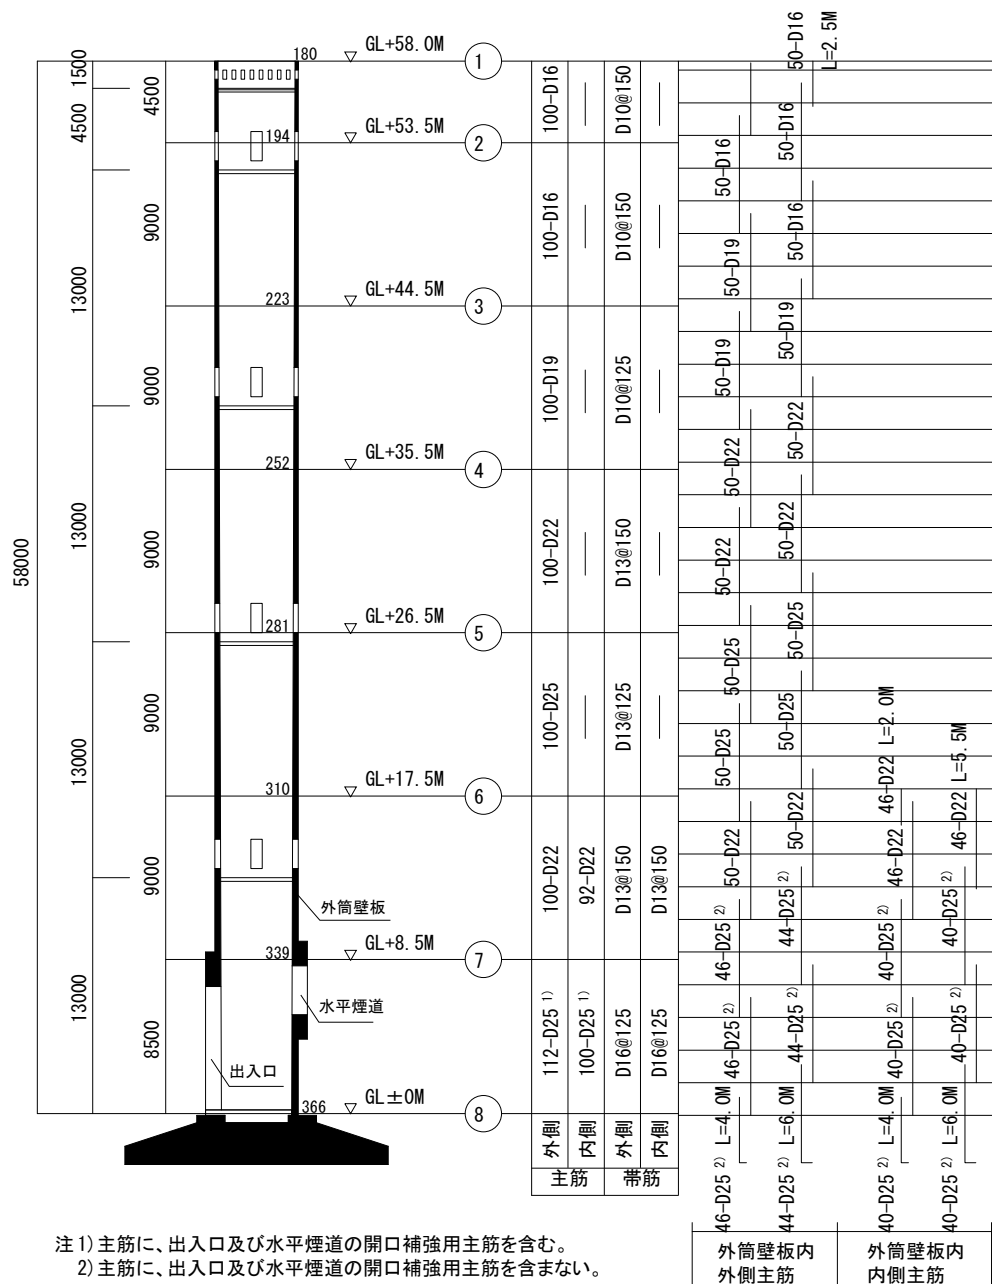 58000
1500
4500
13000
13000
13000
13000
4500
9000
9000
9000
9000
9000
8500
180
194
223
252
281
310
339
366
GL+58.0M
GL+53.5M
GL+44.5M
GL+35.5M
GL+26.5M
GL+17.5M
GL+8.5M
GL±0M
1
2
3
4
5
6
7
8
外筒壁板
水平煙道
出入口
100-D16 D10@150
100-D16 D10@150
100-D19 D10@125
100-D22 D13@150
100-D25 D13@125
100-D22 92-D22 D13@150 D13@150
112-D25 1) 100-D25 1) D16@125 D16@125
外側 内側 外側 内側
主筋 帯筋
50-D16
L=2.5M
50-D16
50-D16
50-D16
50-D19
50-D19
50-D19
50-D22
50-D22
50-D22
50-D22
50-D25
50-D25
50-D25
50-D25
50-D22
50-D22
44-D25 2)
46-D25 2)
44-D25 2)
46-D25 2)
46-D25 2) L=4.0M
44-D25 2) L=6.0M
46-D22 L=2.0M
46-D22 L=5.5M
46-D22
40-D25 2)
40-D25 2)
40-D25 2)
40-D25 2)
40-D25 2) L=4.0M
40-D25 2) L=6.0M
外筒壁板内
外側主筋
外筒壁板内
内側主筋
注1)主筋に、出入口及び水平煙道の開口補強用主筋を含む。
2)主筋に、出入口及び水平煙道の開口補強用主筋を含まない。